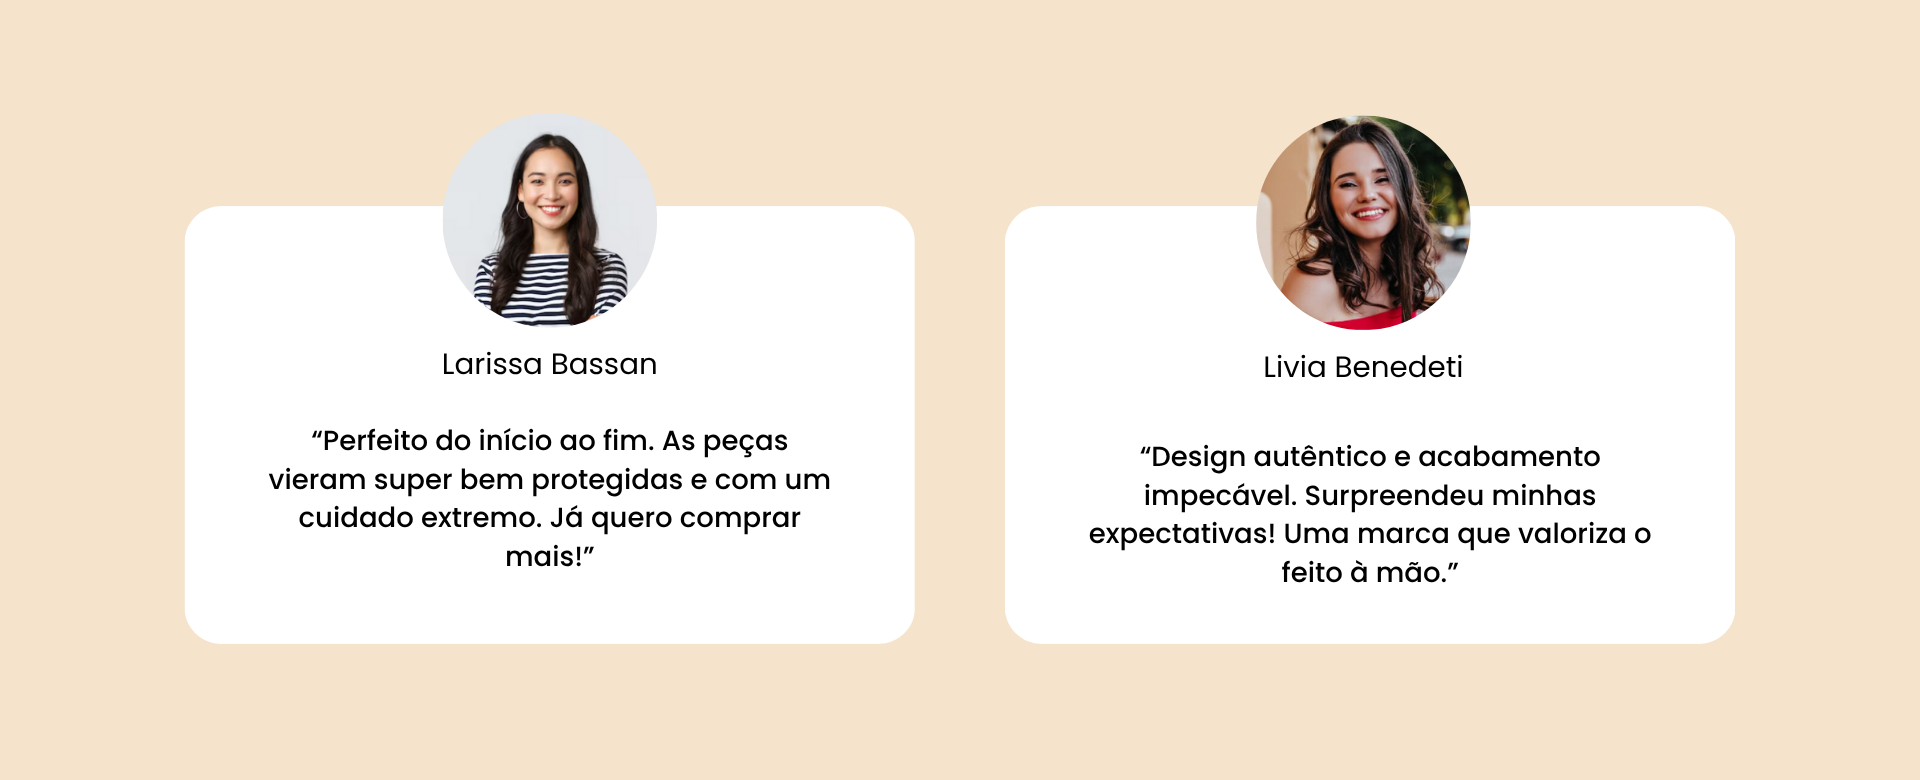 Larissa Bassan
“Perfeito do início ao fim. As peças
vieram super bem protegidas e com um
cuidado extremo. Já quero comprar
mais!”
Livia Benedeti
“Design autêntico e acabamento
impecável. Surpreendeu minhas
expectativas! Uma marca que valoriza o
feito à mão.”